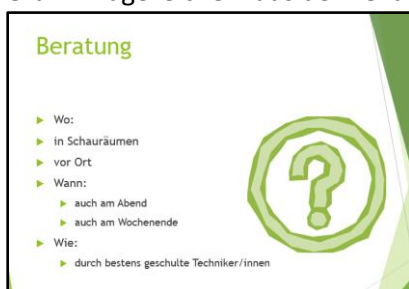 Beratung
Wo:
in Schauräumen
vor Ort
Wann:
auch am Abend
auch am Wochenende
Wie:
durch bestens geschulte Techniker/innen